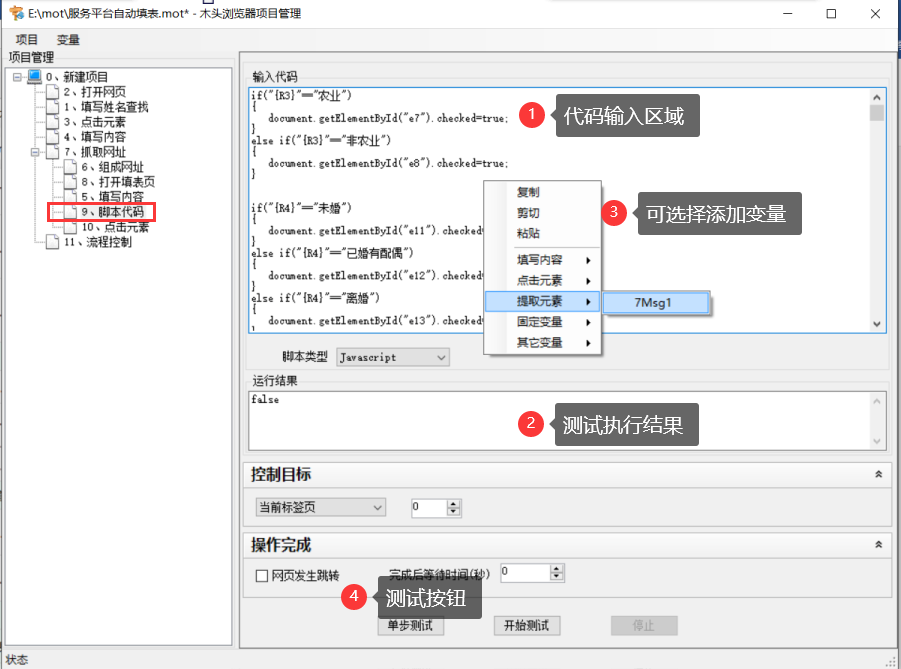 E:\mot\服务平台自动填表.mot* - 木头浏览器项目管理
项目 变量
项目管理
0、新建项目
2、打开网页
1、填写姓名查找
3、点击元素
4、填写内容
7、抓取网址
6、组成网址
8、打开填表页
5、填写内容
9、脚本代码
10、点击元素
11、流程控制
输入代码
if("{R3}"=="农业")
{
document.getElementById("e7").checked=true;
}
else if("{R3}"=="非农业")
{
document.getElementById("e8").checked=true;
}
if("{R4}"=="未婚")
{
document.getElementById("e11").checked
}
else if("{R4}"=="已婚有配偶")
{
document.getElementById("e12").checked
}
else if("{R4}"=="离婚")
{
document.getElementById("e13").checked
}
1 代码输入区域
复制
剪切
粘贴
填写内容
点击元素
提取元素
固定变量
其它变量
7Msg1
3 可选择添加变量
脚本类型 Javascript
运行结果
false
2 测试执行结果
控制目标
当前标签页 0
操作完成
网页发生跳转 完成后等待时间(秒) 0
4 测试按钮
单步测试 开始测试 停止
状态